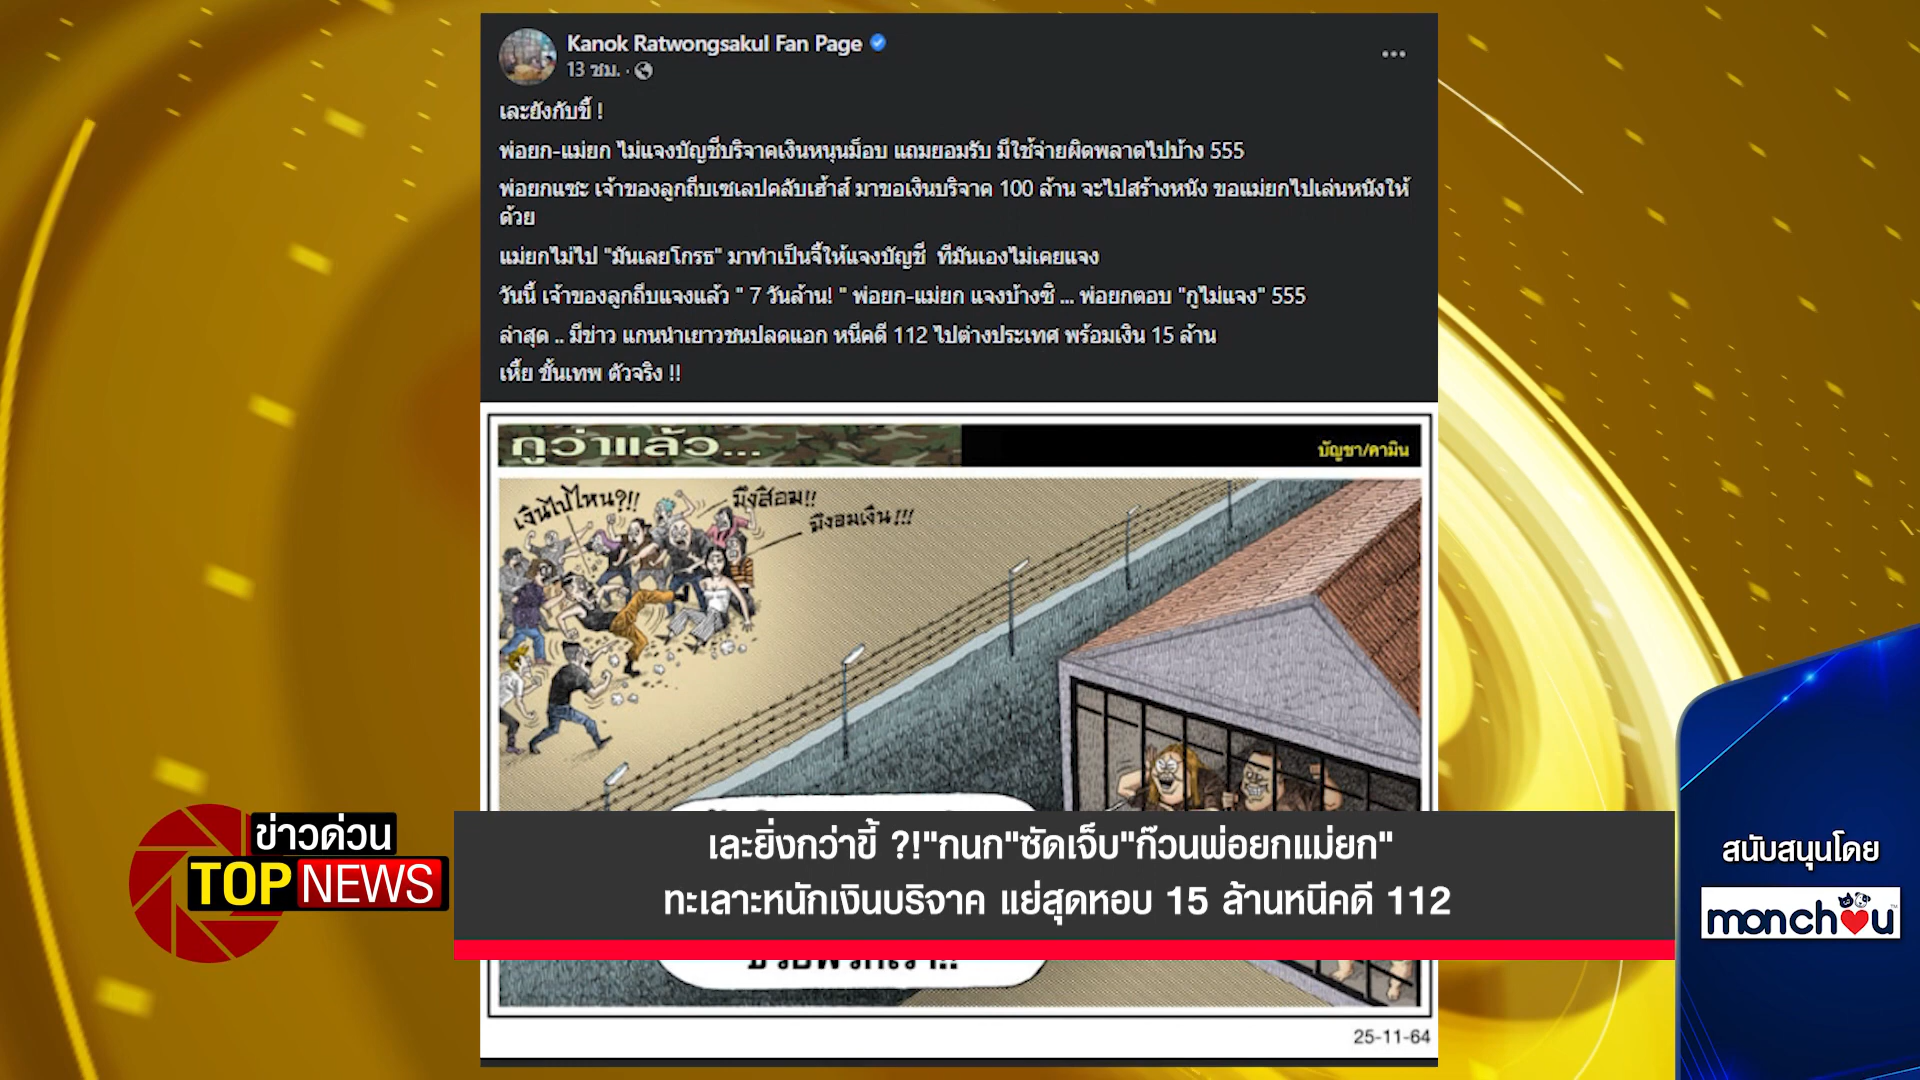 Kanok Ratwongsakul Fan Page
13 ชม.
เละยังกับขี้ !
พ่อยก-แม่ยก ไม่แจงบัญชีบริจาคเงินหนุนม็อบ แถมยอมรับ มีใช้จ่ายผิดพลาดไปบ้าง 555
พ่อยกแซะ เจ้าของลูกถีบเซเลปคลับเฮ้าส์ มาขอเงินบริจาค 100 ล้าน จะไปสร้างหนัง ขอแม่ยกไปเล่นหนังให้
ด้วย
แม่ยกไม่ไป "มันเลยโกรธ" มาทำเป็นจี้ให้แจงบัญชี ทีมันเองไม่เคยแจง
วันนี้ เจ้าของลูกถีบแจงแล้ว " 7 วันล้าน! " พ่อยก-แม่ยก แจงบ้างซิ ... พ่อยกตอบ "กูไม่แจง" 555
ล่าสุด .. มีข่าว แกนนำเยาวชนปลดแอก หนีคดี 112 ไปต่างประเทศ พร้อมเงิน 15 ล้าน
เหี้ย ขั้นเทพ ตัวจริง !!
กูว่าแล้ว...
บัญชา/คามิน
เงินไปไหน?!!
มึงสิอม!!
มึงอมเงิน!!!
ข่าวด่วน
TOP NEWS
เละยิ่งกว่าขี้ ?!"กนก"ซัดเจ็บ"ก๊วนพ่อยกแม่ยก"
ทะเลาะหนักเงินบริจาค แย่สุดหอบ 15 ล้านหนีคดี 112
สนับสนุนโดย
monchou
25-11-64